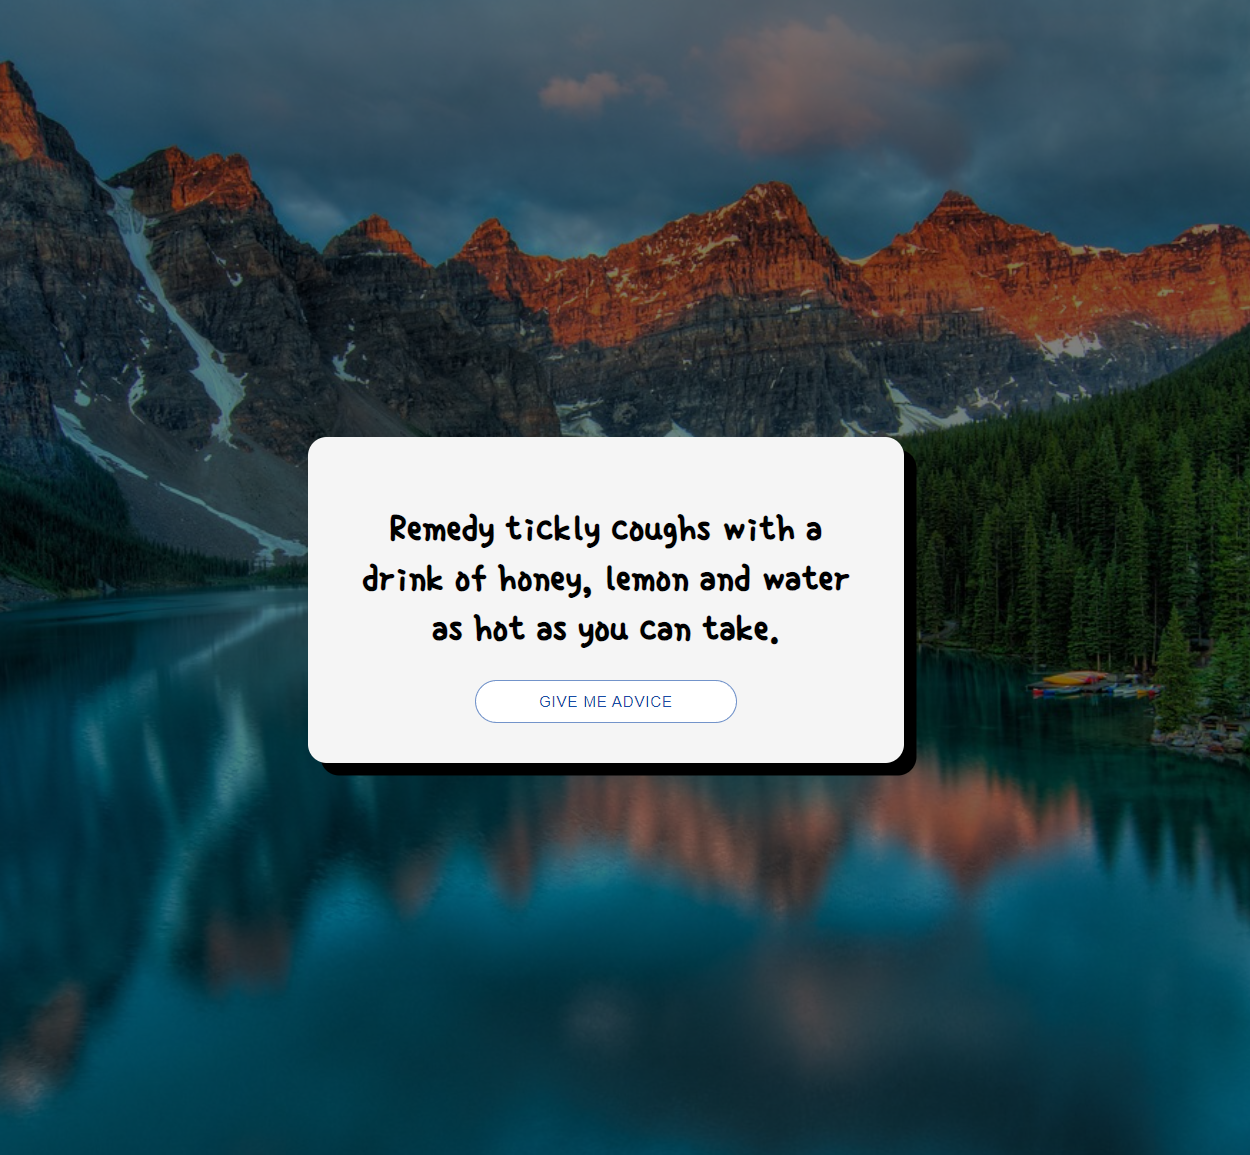 Remedy tickly coughs with a
drink of honey, lemon and water
as hot as you can take.
GIVE ME ADVICE